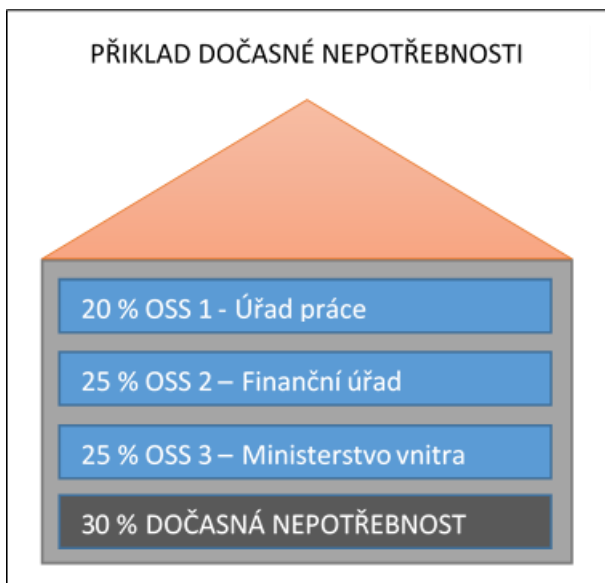 PŘIKLAD DOČASNÉ NEPOTŘEBNOSTI
20 % OSS 1 - Úřad práce
25 % OSS 2 – Finanční úřad
25 % OSS 3 – Ministerstvo vnitra
30 % DOČASNÁ NEPOTŘEBNOST